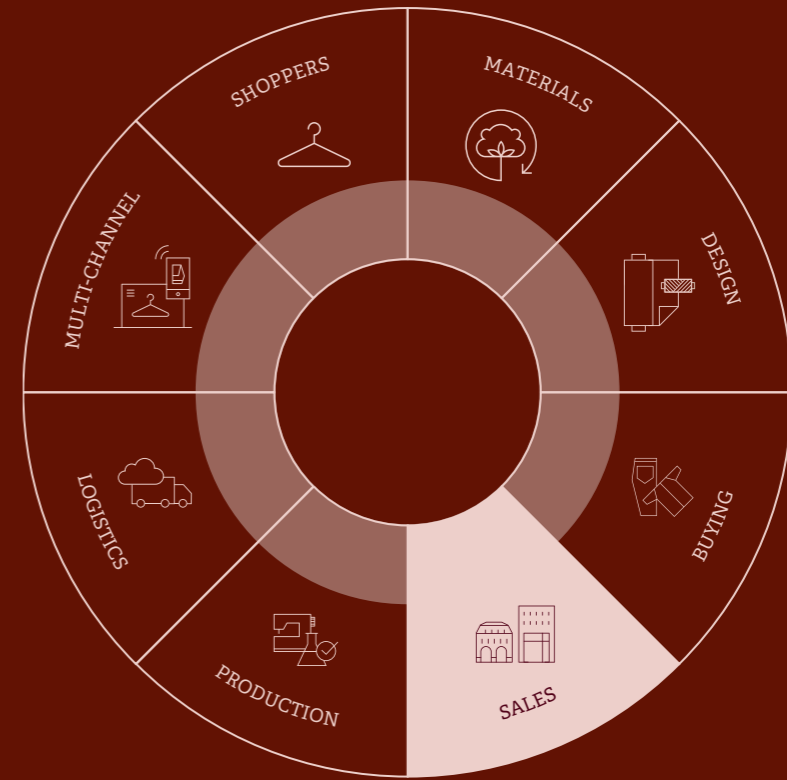 SHOPPERS
MATERIALS
MULTI-CHANNEL
DESIGN
LOGISTICS
BUYING
PRODUCTION
SALES